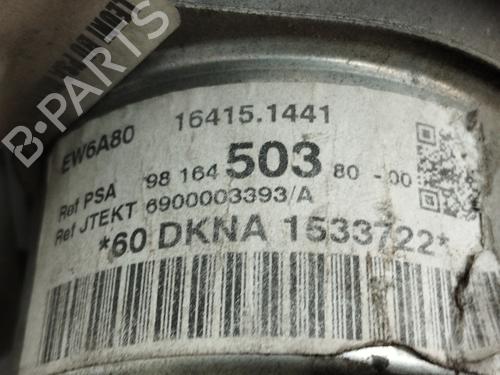 B-PARTS
16415.1441
EW6A80
Ref PSA 98 164 503 80 - 00
Ref JTEKT 6900003393/A
*60 DKNA 1533722*